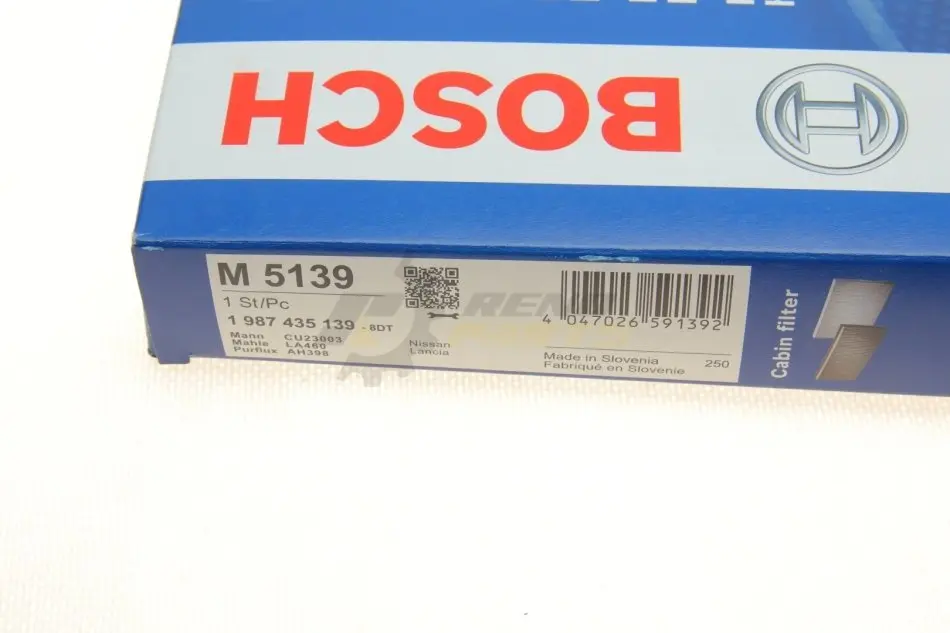 BOSCH
M 5139
1 St/Pc
1 987 435 139 - 8DT
Mann CU23003
Mahle LA460
Purflux AH398
Nissan
Lancia
4 047026 591392
Made in Slovenia
Fabriqué en Slovenie
250
Cabin filter